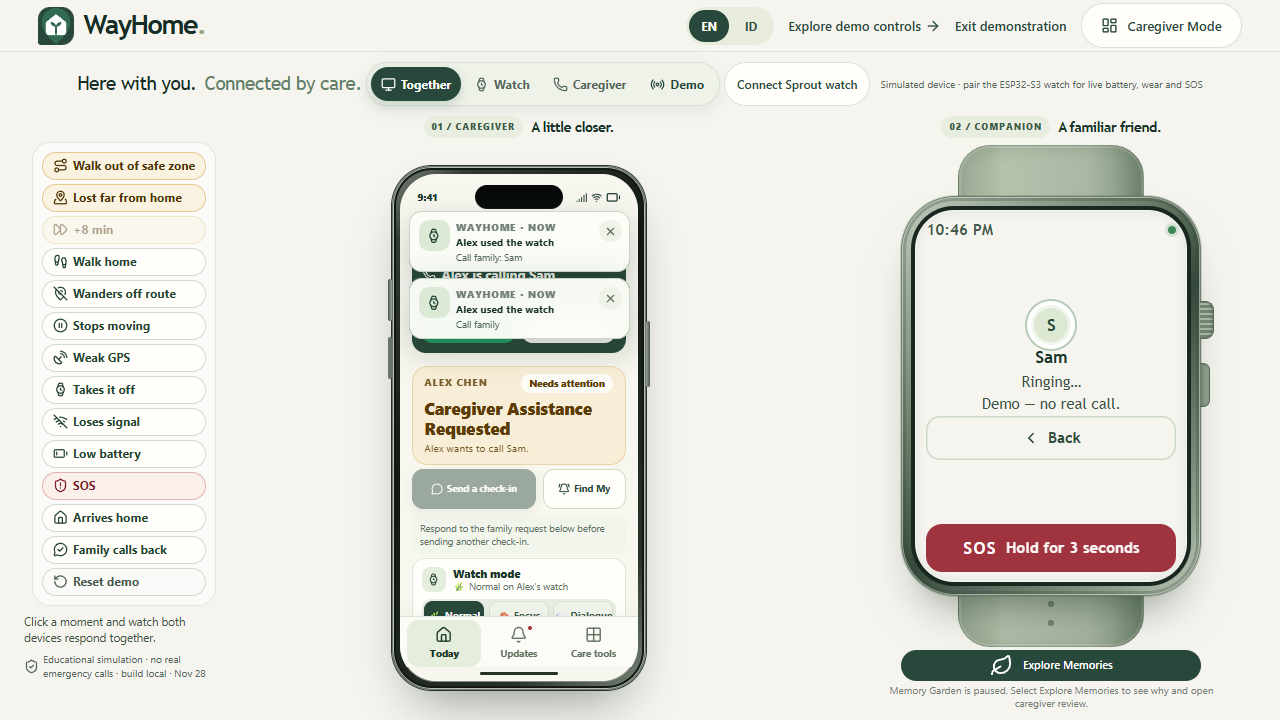 WayHome.
EN ID Explore demo controls Exit demonstration Caregiver Mode
Here with you. Connected by care. Together Watch Caregiver Demo Connect Sprout watch Simulated device · pair the ESP32-S3 watch for live battery, wear and SOS
01 / CAREGIVER A little closer.
02 / COMPANION A familiar friend.
Walk out of safe zone
Lost far from home
+8 min
Walk home
Wanders off route
Stops moving
Weak GPS
Takes it off
Loses signal
Low battery
SOS
Arrives home
Family calls back
Reset demo
Click a moment and watch both
devices respond together.
Educational simulation · no real
emergency calls · build local · Nov 28
9:41
WAYHOME · NOW
Alex used the watch
Call family: Sam
Alex is calling Sam
WAYHOME · NOW
Alex used the watch
Call family
ALEX CHEN Needs attention
Caregiver Assistance
Requested
Alex wants to call Sam.
Send a check-in Find My
Respond to the family request below before
sending another check-in.
Watch mode
Normal on Alex's watch
Normal Focus Dialogue
Today Updates Care tools
10:46 PM
S
Sam
Ringing...
Demo — no real call.
Back
SOS Hold for 3 seconds
Explore Memories
Memory Garden is paused. Select Explore Memories to see why and open
caregiver review.